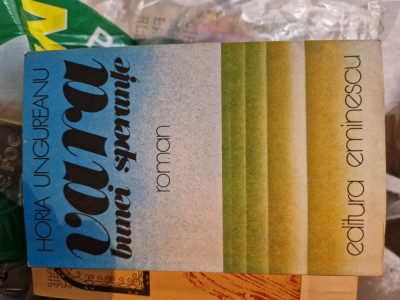 HORIA UNGUREANU
vara
bunei speranțe
roman
editura eminescu